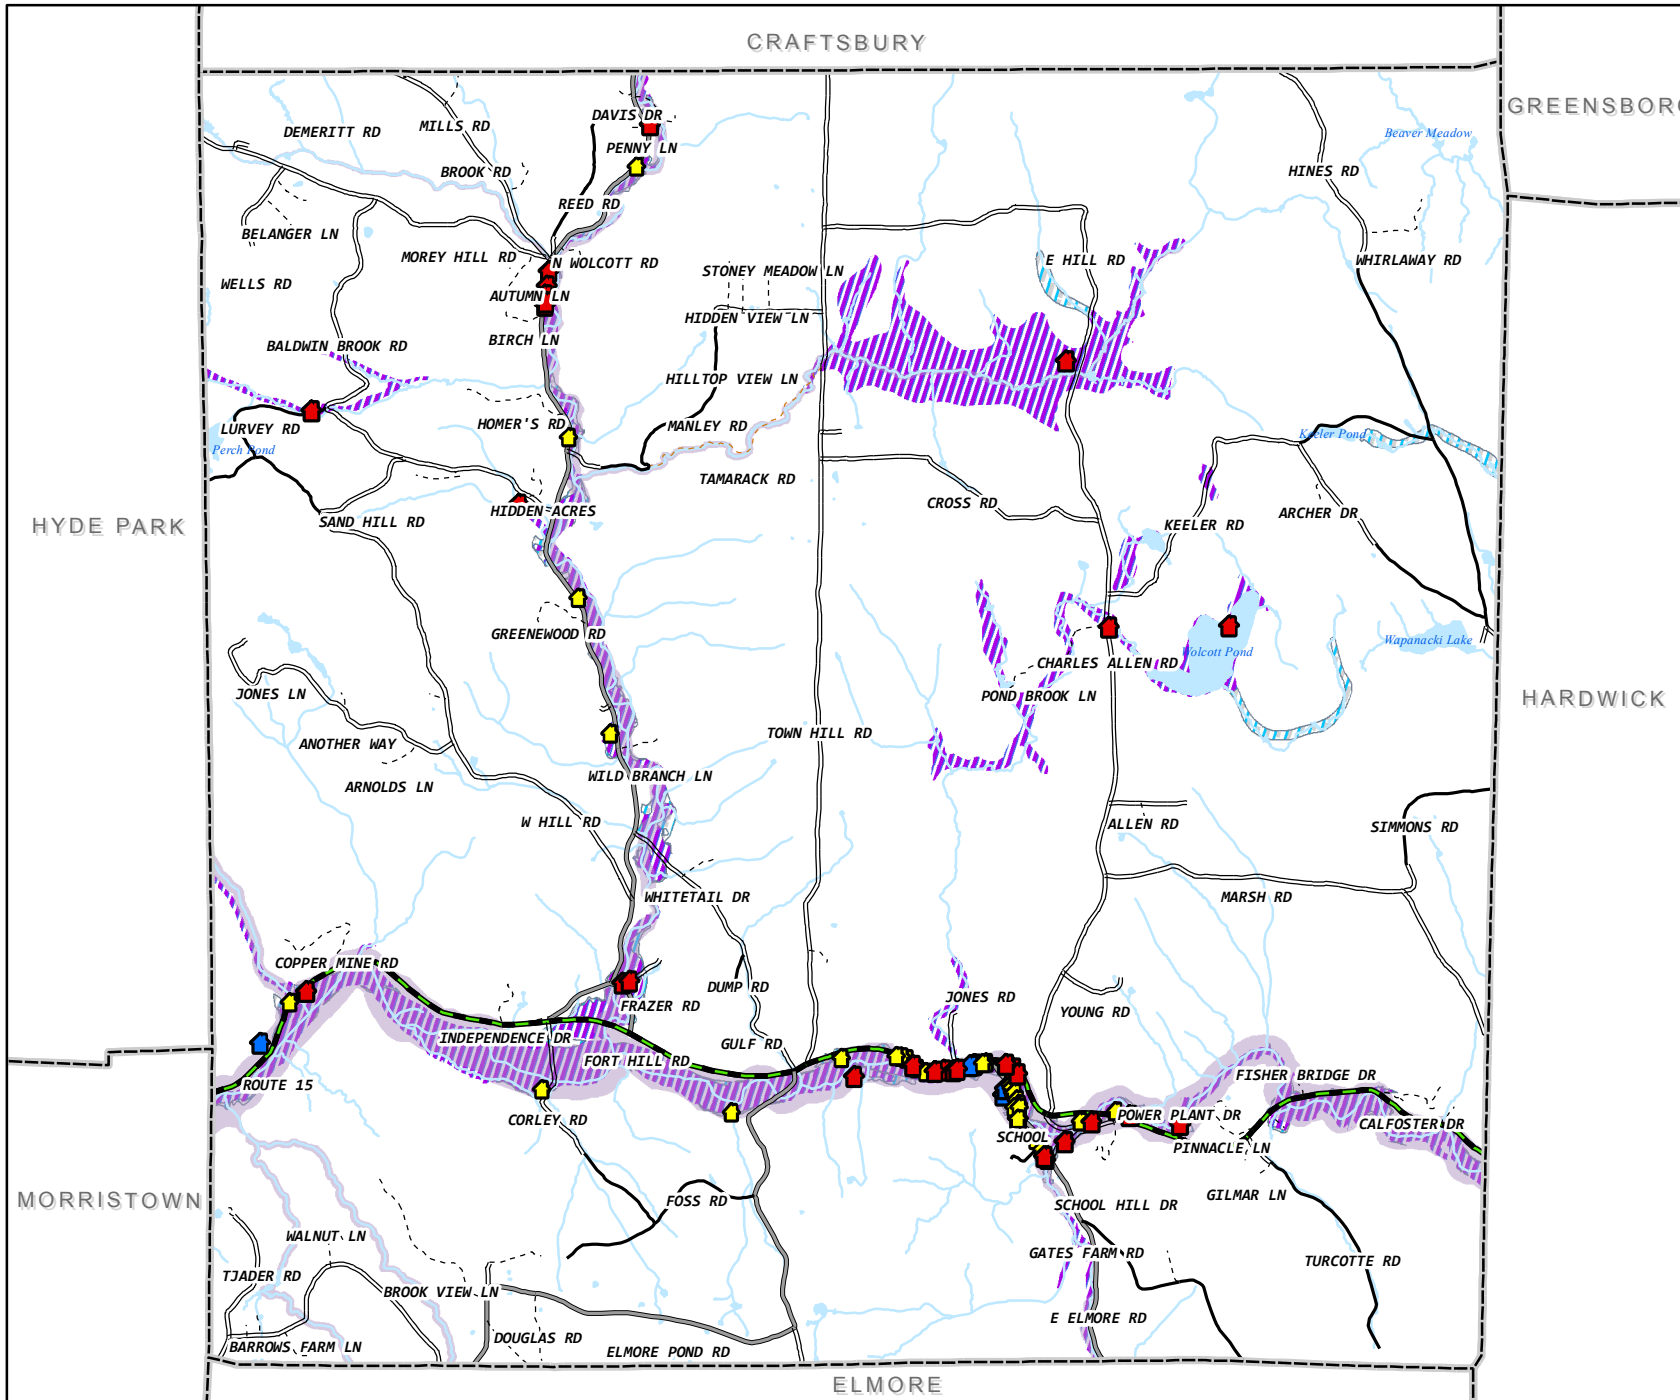 CRAFTSBURY
GREENSBORO
DAVIS DR
DEMERITT RD
MILLS RD
Beaver Meadow
PENNY LN
BROOK RD
HINES RD
REED RD
BELANGER LN
MOREY HILL RD
N WOLCOTT RD
E HILL RD
WHIRLAWAY RD
STONEY MEADOW LN
WELLS RD
AUTUMN LN
HIDDEN VIEW LN
BIRCH LN
BALDWIN BROOK RD
HILLTOP VIEW LN
HOMER'S RD
MANLEY RD
LURVEY RD
Keeler Pond
Perch Pond
TAMARACK RD
CROSS RD
HIDDEN ACRES
ARCHER DR
SAND HILL RD
KEELER RD
HYDE PARK
GREENEWOOD RD
Wapanacki Lake
Wolcott Pond
CHARLES ALLEN RD
JONES LN
POND BROOK LN
HARDWICK
TOWN HILL RD
ANOTHER WAY
WILD BRANCH LN
ARNOLDS LN
W HILL RD
ALLEN RD
SIMMONS RD
WHITETAIL DR
MARSH RD
COPPER MINE RD
DUMP RD
JONES RD
FRAZER RD
YOUNG RD
INDEPENDENCE DR
GULF RD
FORT HILL RD
FISHER BRIDGE DR
ROUTE 15
POWER PLANT DR
CORLEY RD
CALFOSTER DR
SCHOOL
PINNACLE LN
MORRISTOWN
FOSS RD
GILMAR LN
SCHOOL HILL DR
WALNUT LN
GATES FARM RD
TURCOTTE RD
TJADER RD
BROOK VIEW LN
E ELMORE RD
DOUGLAS RD
BARROWS FARM LN
ELMORE POND RD
ELMORE